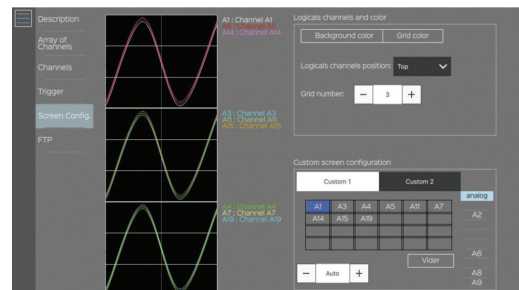 Description
Array of
Channels
Channels
Trigger
Screen Config.
FTP
A1 : Channel A1
A14 : Channel A14
A3 : Channel A3
A11 : Channel A11
A15 : Channel A15
A4 : Channel A4
A7 : Channel A7
A19 : Channel A19
Logicals channels and color
Background color
Grid color
Logicals channels position:
Top
Grid number:
−
3
+
Custom screen configuration
Custom 1
Custom 2
A1 A3 A4 A5 A11 A7
A14 A15 A19
analog
A2
A6
A8
A9
Vider
−
Auto
+